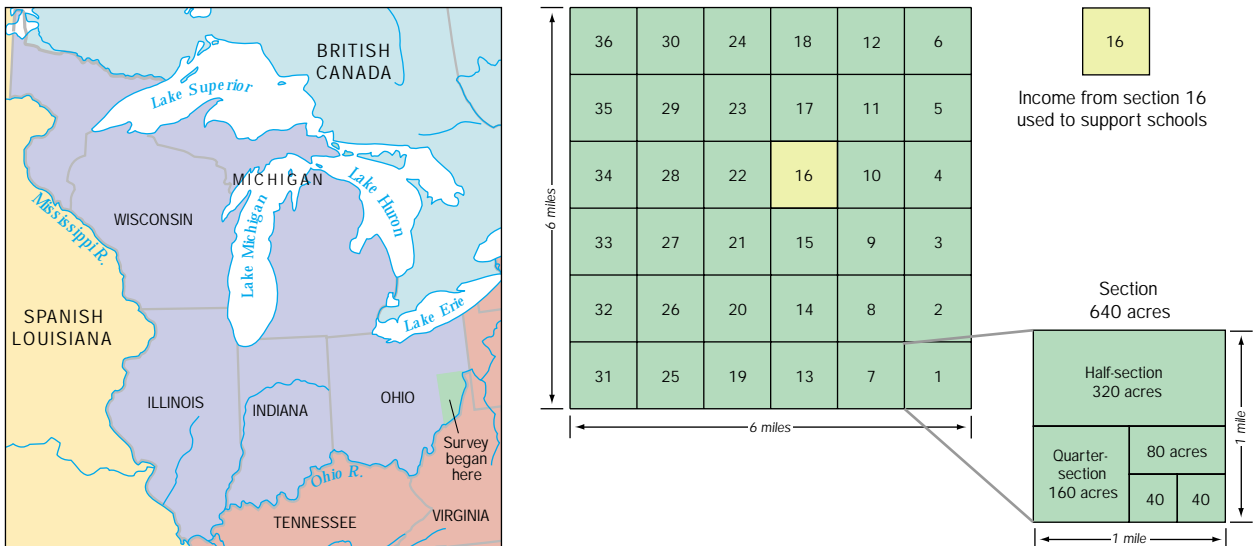 BRITISH
CANADA
Lake Superior
MICHIGAN
Lake Huron
WISCONSIN
Lake Michigan
Mississippi R.
Lake Erie
SPANISH
LOUISIANA
ILLINOIS
INDIANA
OHIO
Survey
began
here
Ohio R.
TENNESSEE
VIRGINIA
6 miles
36 30 24 18 12 6
35 29 23 17 11 5
34 28 22 16 10 4
33 27 21 15 9 3
32 26 20 14 8 2
31 25 19 13 7 1
6 miles
16
Income from section 16
used to support schools
Section
640 acres
Half-section
320 acres
Quarter-
section
160 acres
80 acres
40 40
1 mile
1 mile